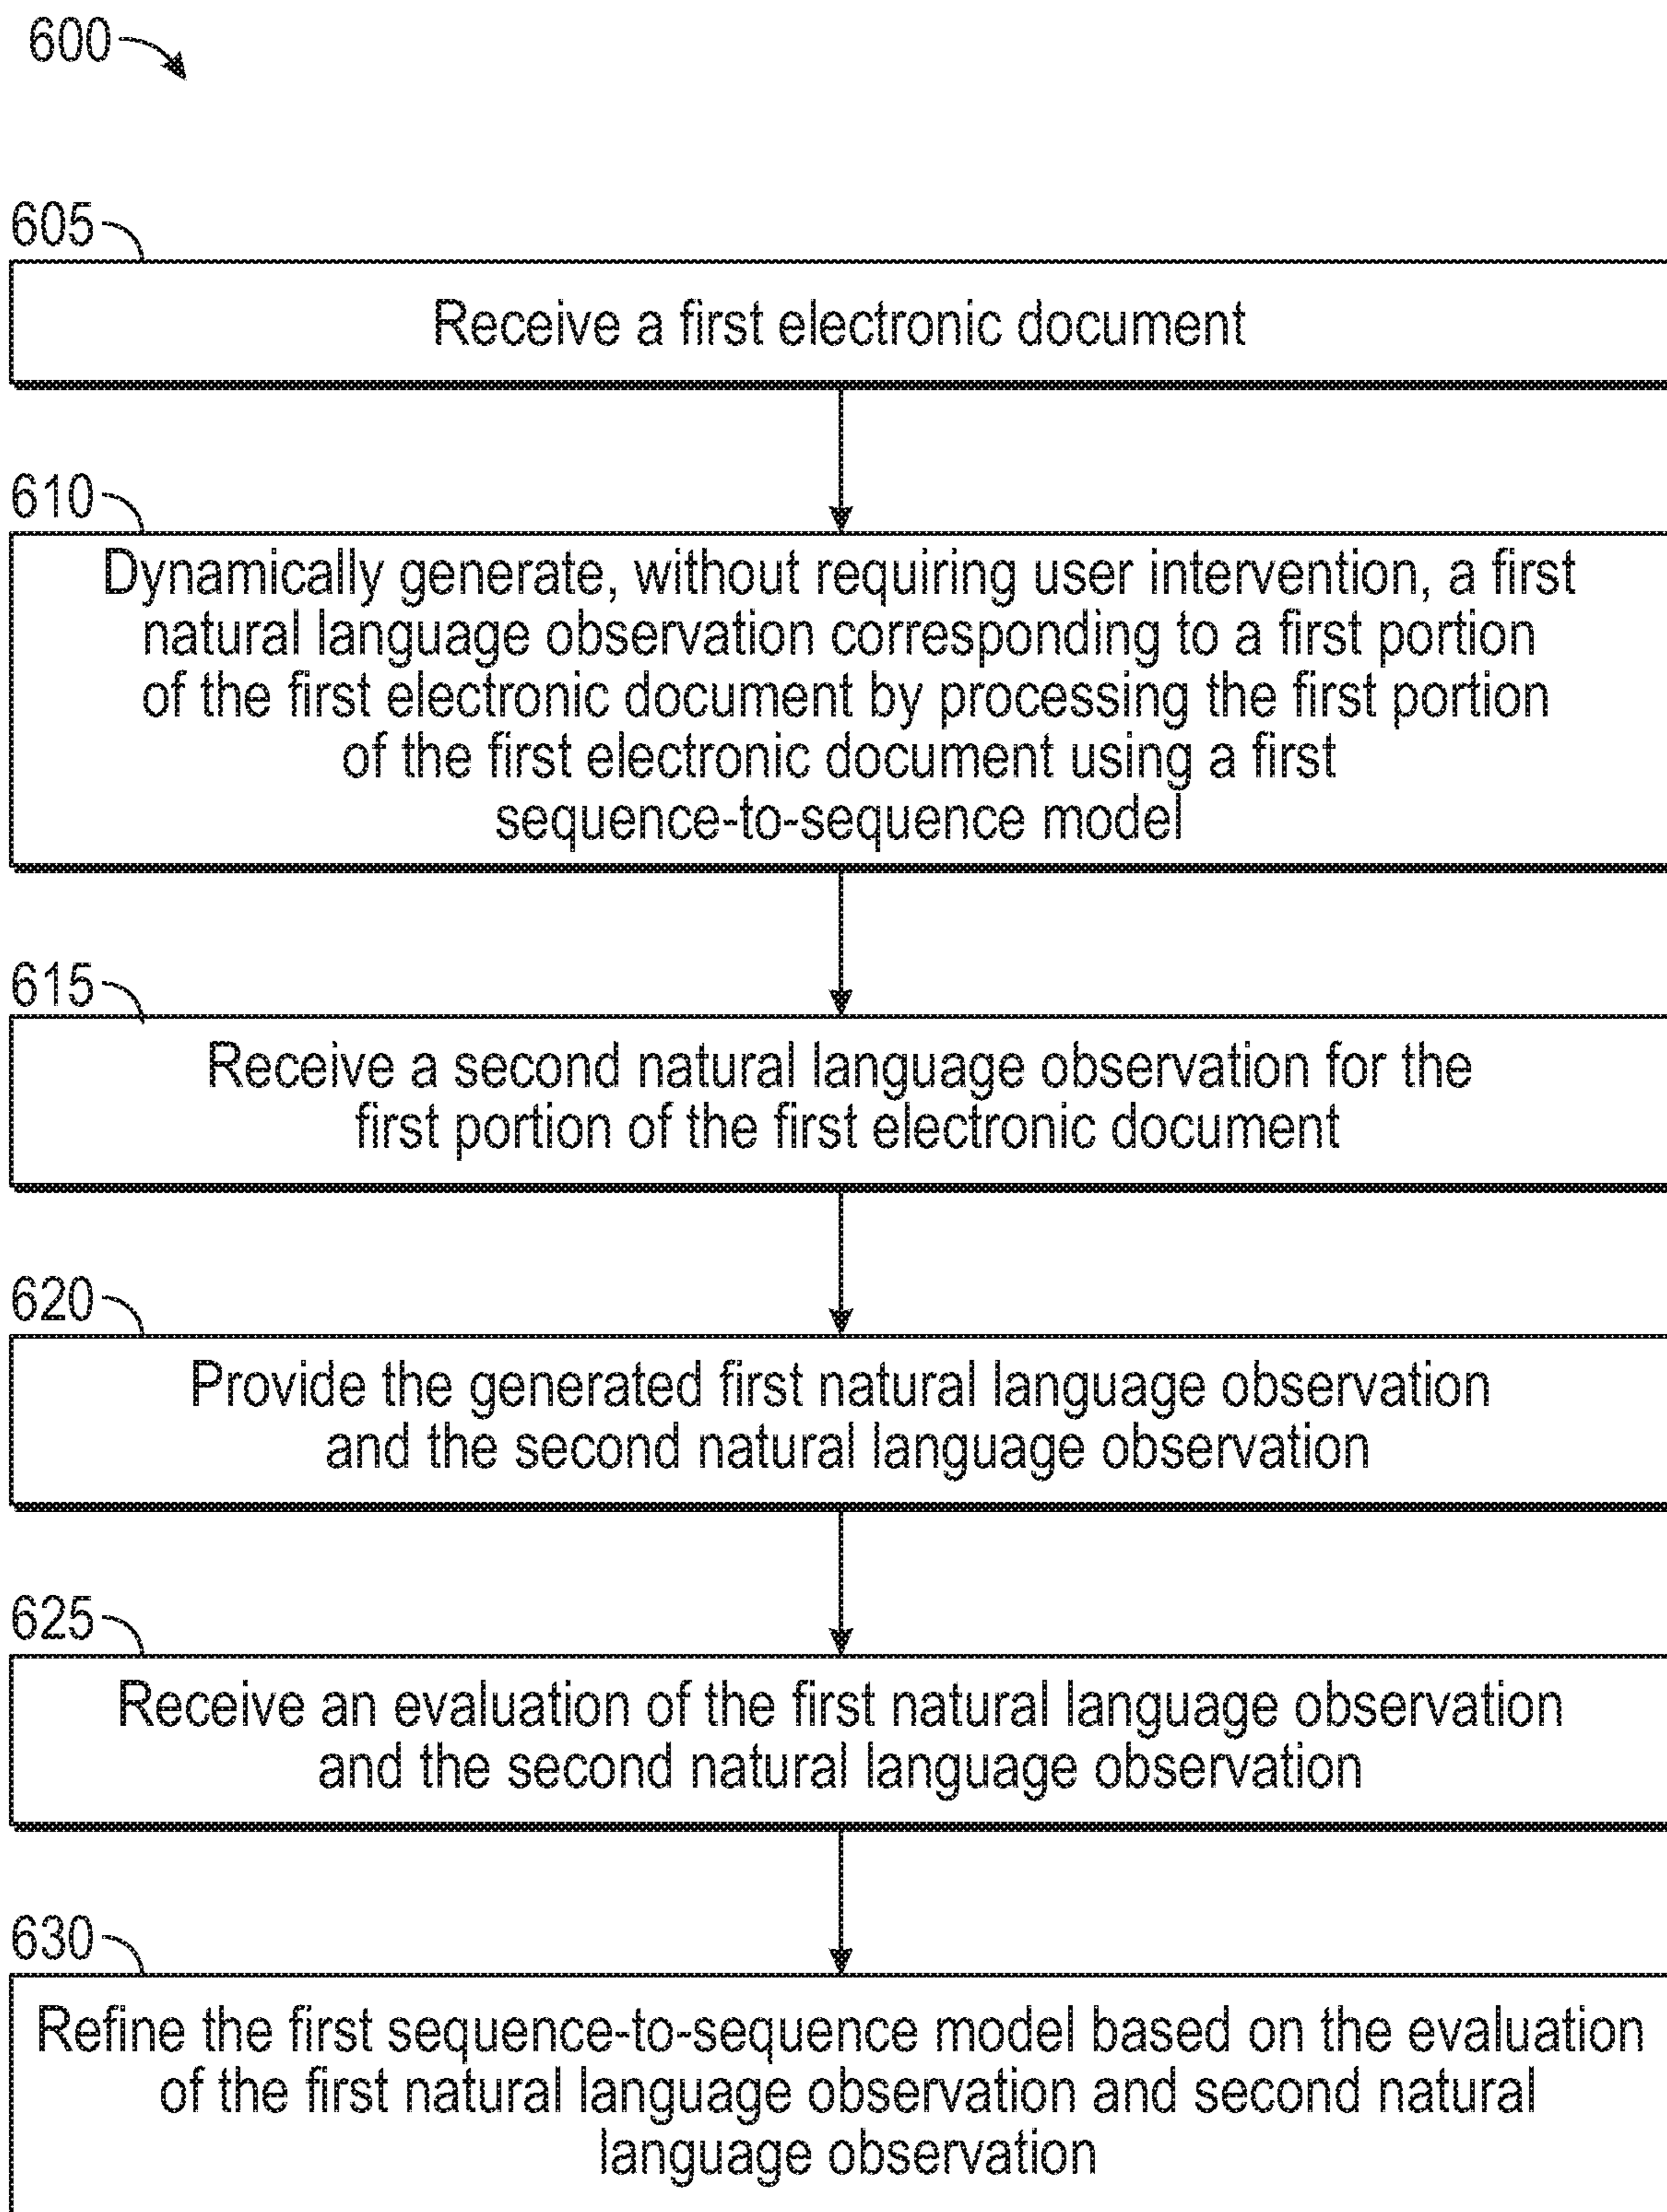 600
605
Receive a first electronic document
610
Dynamically generate, without requiring user intervention, a first
natural language observation corresponding to a first portion
of the first electronic document by processing the first portion
of the first electronic document using a first
sequence-to-sequence model
615
Receive a second natural language observation for the
first portion of the first electronic document
620
Provide the generated first natural language observation
and the second natural language observation
625
Receive an evaluation of the first natural language observation
and the second natural language observation
630
Refine the first sequence-to-sequence model based on the evaluation
of the first natural language observation and second natural
language observation